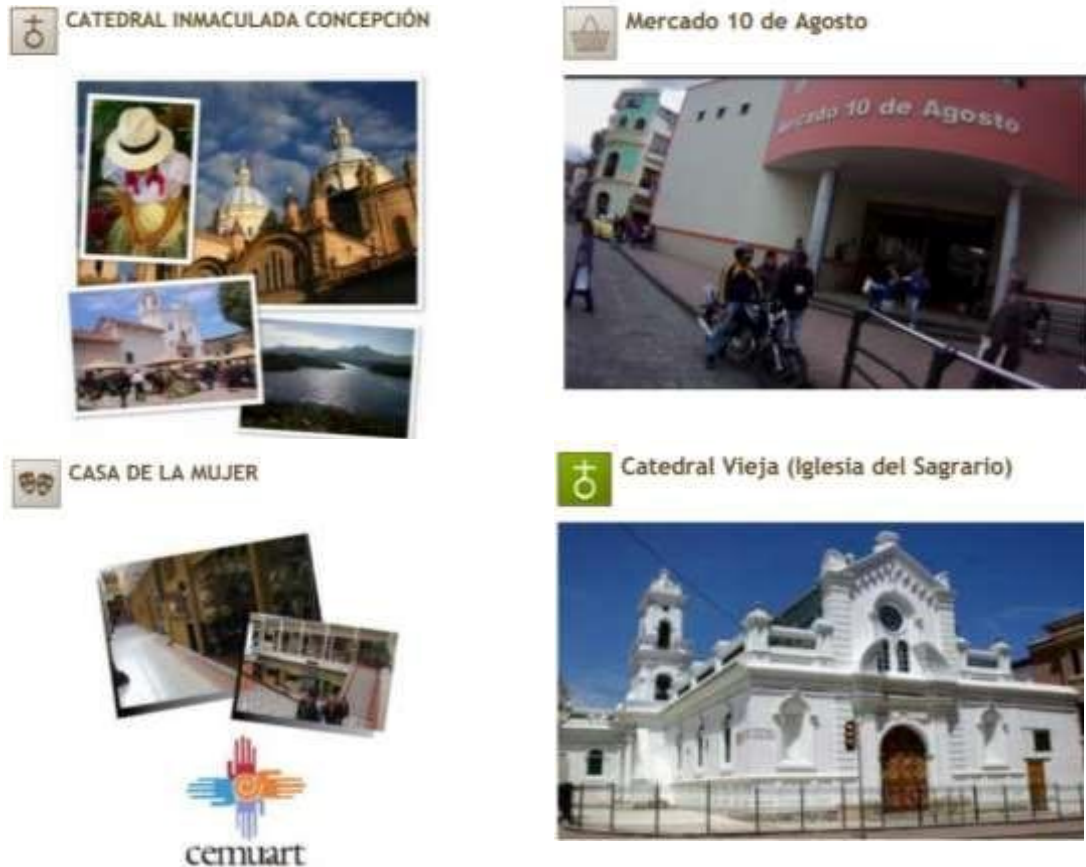 CATEDRAL INMACULADA CONCEPCIÓN
Mercado 10 de Agosto
Mercado 10 de Agosto
CASA DE LA MUJER
cemuart
Catedral Vieja (Iglesia del Sagrario)